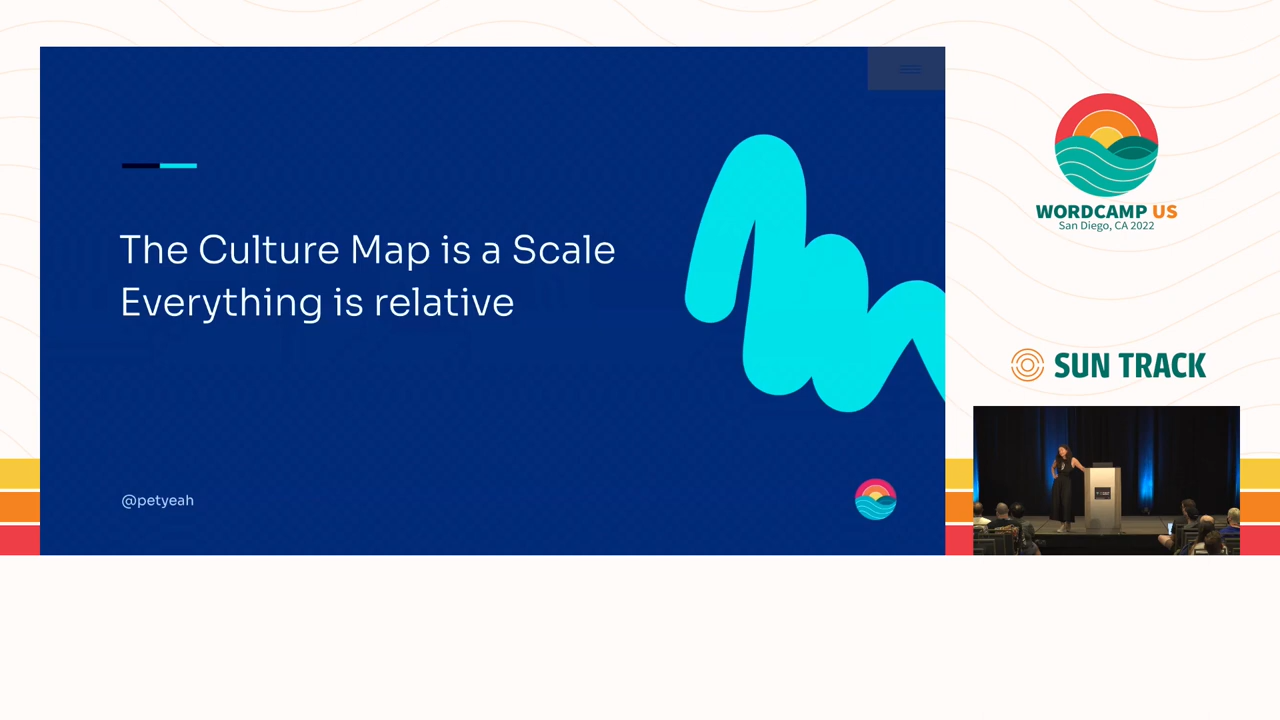 The Culture Map is a Scale
Everything is relative
@petyeah
WORDCAMP US
San Diego, CA 2022
SUN TRACK